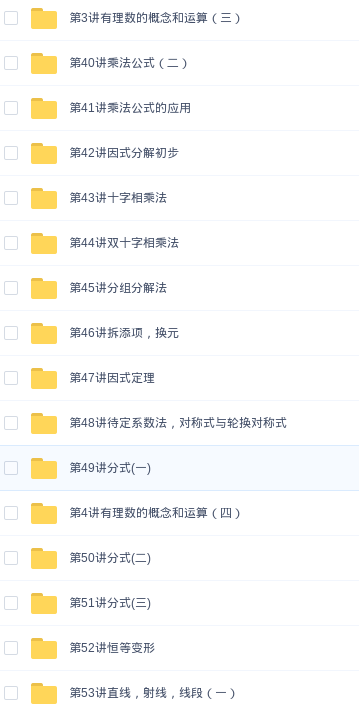 第3讲有理数的概念和运算（三）
第40讲乘法公式（二）
第41讲乘法公式的应用
第42讲因式分解初步
第43讲十字相乘法
第44讲双十字相乘法
第45讲分组分解法
第46讲拆添项，换元
第47讲因式定理
第48讲待定系数法，对称式与轮换对称式
第49讲分式(一)
第4讲有理数的概念和运算（四）
第50讲分式(二)
第51讲分式(三)
第52讲恒等变形
第53讲直线，射线，线段（一）